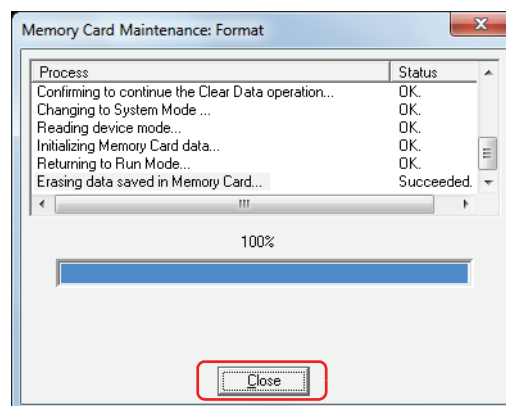 Memory Card Maintenance: Format
Process Status
Confirming to continue the Clear Data operation... OK.
Changing to System Mode ... OK.
Reading device mode... OK.
Initializing Memory Card data... OK.
Returning to Run Mode... OK.
Erasing data saved in Memory Card... Succeeded.
100%
Close